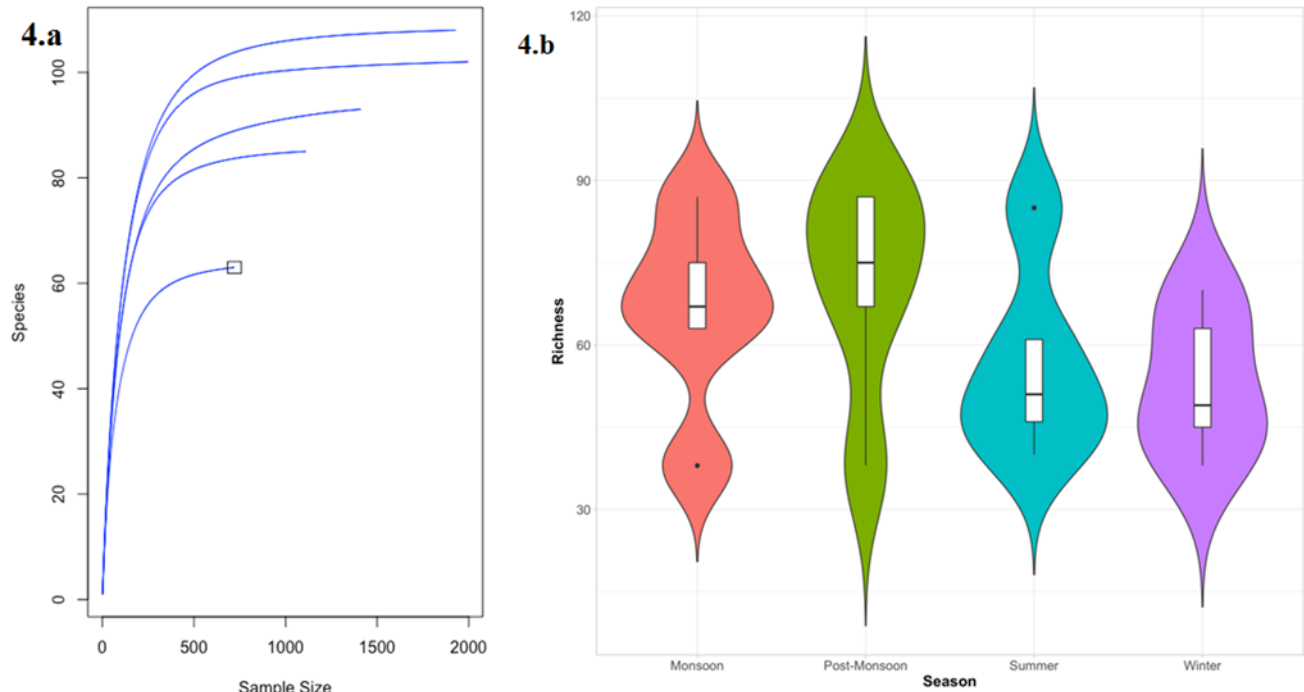 4.a
Species
0
20
40
60
80
100
0 500 1000 1500 2000
Sample Size
4.b
Richness
120
90
60
30
Monsoon Post-Monsoon Summer Winter
Season